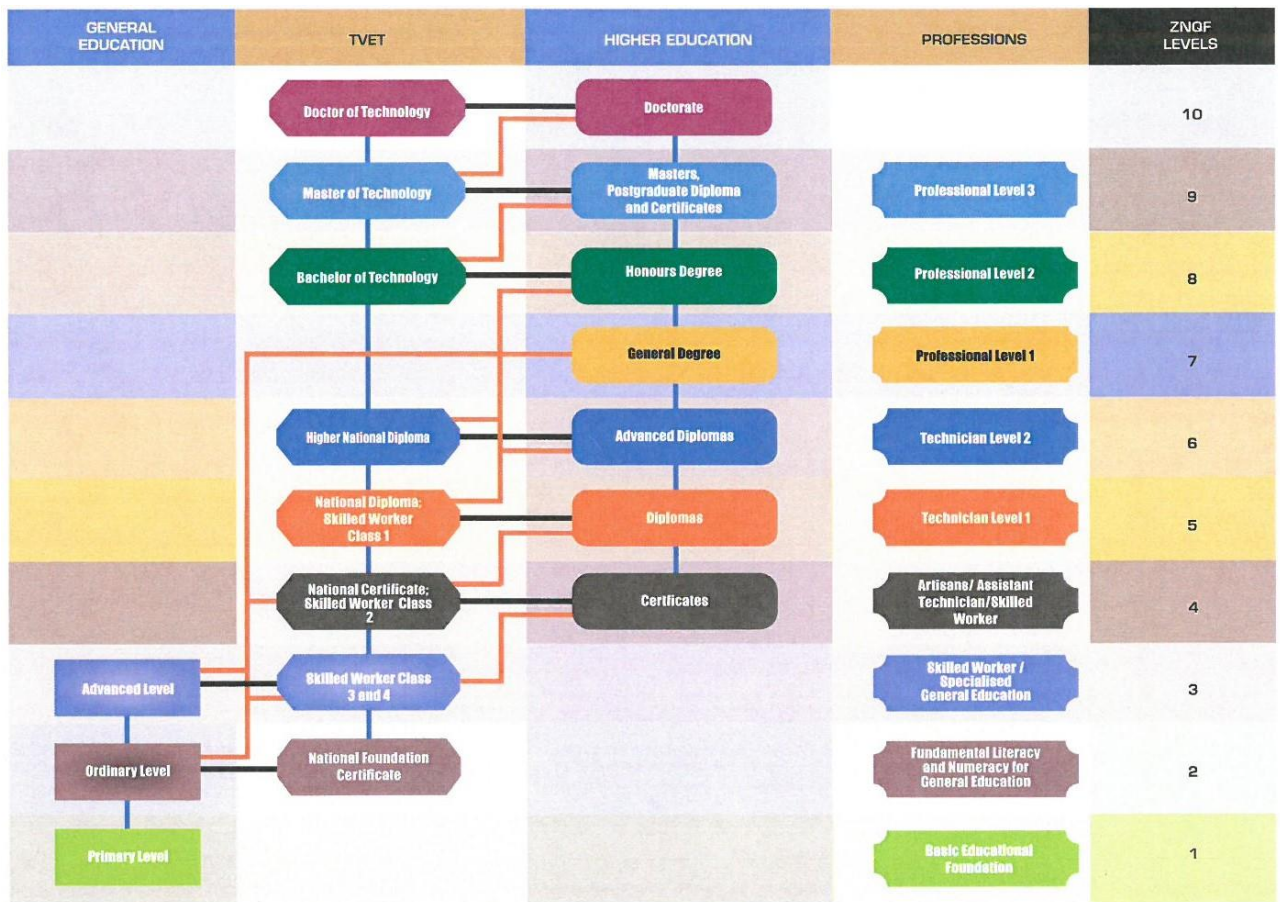 GENERAL
EDUCATION
TVET
HIGHER EDUCATION
PROFESSIONS
ZNQF
LEVELS
Doctor of Technology
Doctorate
10
Master of Technology
Masters,
Postgraduate Diploma
and Certificates
Professional Level 3
9
Bachelor of Technology
Honours Degree
Professional Level 2
8
General Degree
Professional Level 1
7
Higher National Diploma
Advanced Diplomas
Technician Level 2
6
National Diploma;
Skilled Worker
Class 1
Diplomas
Technician Level 1
5
National Certificate;
Skilled Worker Class
2
Certficates
Artisans/ Assistant
Technician/Skilled
Worker
4
Advanced Level
Skilled Worker Class
3 and 4
Skilled Worker /
Specialised
General Education
3
Ordinary Level
National Foundation
Certificate
Fundamental Literacy
and Numeracy for
General Education
2
Primary Level
Basic Educational
Foundation
1